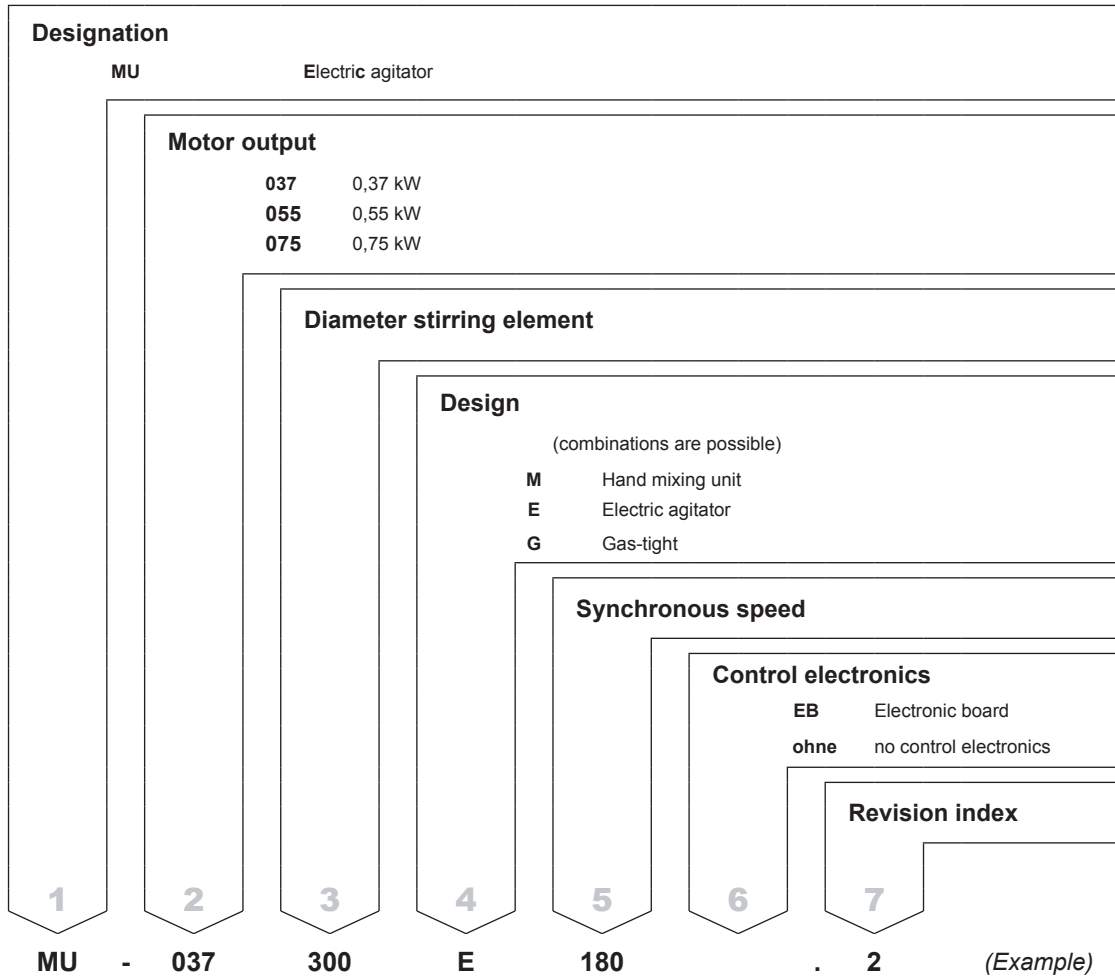 Designation
MU Electric agitator
Motor output
037 0,37 kW
055 0,55 kW
075 0,75 kW
Diameter stirring element
Design
(combinations are possible)
M Hand mixing unit
E Electric agitator
G Gas-tight
Synchronous speed
Control electronics
EB Electronic board
ohne no control electronics
Revision index
1 2 3 4 5 6 7
MU - 037 300 E 180 . 2 (Example)